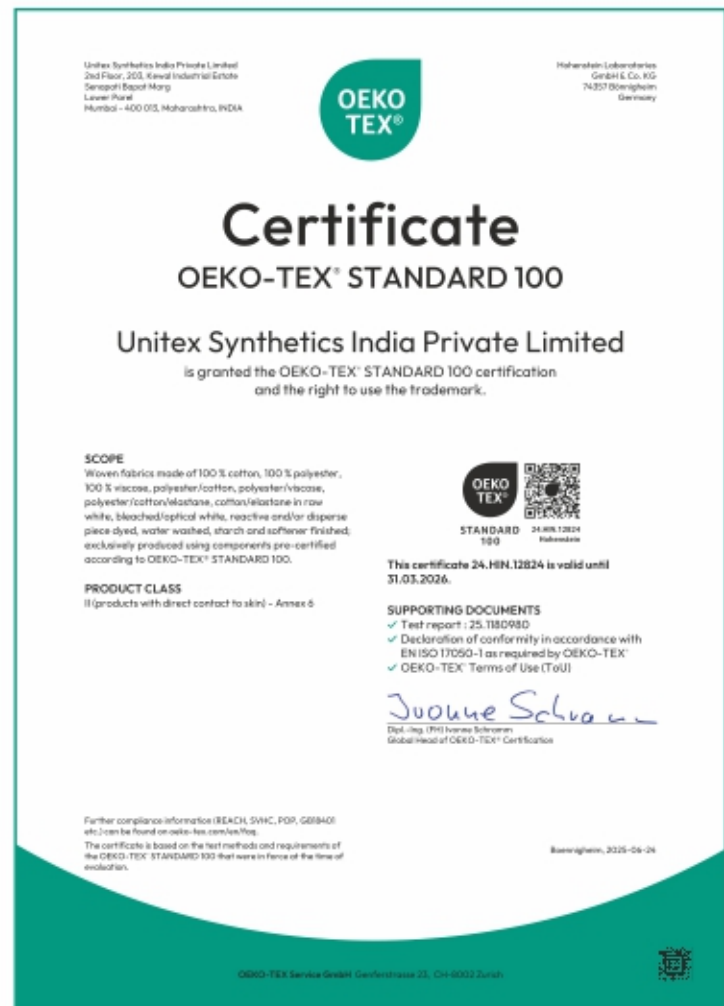 Unitex Synthetics India Private Limited
2nd Floor, 203, Kewal Industrial Estate
Senapati Bapat Marg
Lower Parel
Mumbai - 400 013, Maharashtra, INDIA
Hohenstein Laboratories
GmbH & Co. KG
74357 Bönnigheim
Germany
OEKO
TEX®
Certificate
OEKO-TEX® STANDARD 100
Unitex Synthetics India Private Limited
is granted the OEKO-TEX® STANDARD 100 certification
and the right to use the trademark.
SCOPE
Woven fabrics made of 100 % cotton, 100 % polyester,
100 % viscose, polyester/cotton, polyester/viscose,
polyester/cotton/elastane, cotton/elastane in raw
white, bleached/optical white, reactive and/or disperse
piece dyed, water washed, starch and softener finished;
exclusively produced using components pre-certified
according to OEKO-TEX® STANDARD 100.
PRODUCT CLASS
II (products with direct contact to skin) - Annex 6
OEKO
TEX®
STANDARD
100
24.HIN.12824
Hohenstein
This certificate 24.HIN.12824 is valid until
31.03.2026.
SUPPORTING DOCUMENTS
✓ Test report : 25.1180980
✓ Declaration of conformity in accordance with
EN ISO 17050-1 as required by OEKO-TEX®
✓ OEKO-TEX® Terms of Use (ToU)
Ivonne Schramm
Dipl.-Ing. (FH) Ivonne Schramm
Global Head of OEKO-TEX® Certification
Further compliance information (REACH, SVHC, POP, GB18401
etc.) can be found on oeko-tex.com/en/faq.
The certificate is based on the test methods and requirements of
the OEKO-TEX® STANDARD 100 that were in force at the time of
evaluation.
Boennigheim, 2025-06-24
OEKO-TEX Service GmbH Genferstrasse 23, CH-8002 Zurich